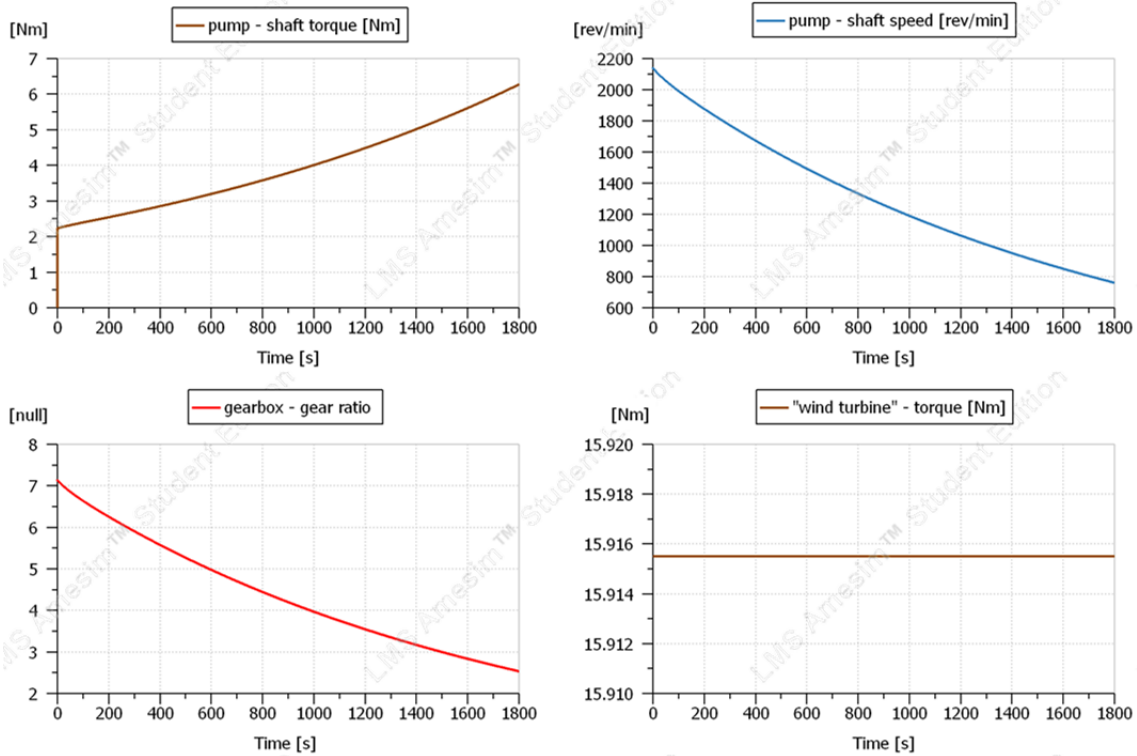 [Nm]
pump - shaft torque [Nm]
7
6
5
4
3
2
1
0
0 200 400 600 800 1000 1200 1400 1600 1800
Time [s]
[rev/min]
pump - shaft speed [rev/min]
2200
2000
1800
1600
1400
1200
1000
800
600
0 200 400 600 800 1000 1200 1400 1600 1800
Time [s]
[null]
gearbox - gear ratio
8
7
6
5
4
3
2
0 200 400 600 800 1000 1200 1400 1600 1800
Time [s]
[Nm]
"wind turbine" - torque [Nm]
15.920
15.918
15.916
15.914
15.912
15.910
0 200 400 600 800 1000 1200 1400 1600 1800
Time [s]
LMS Amesim™ Student Edition